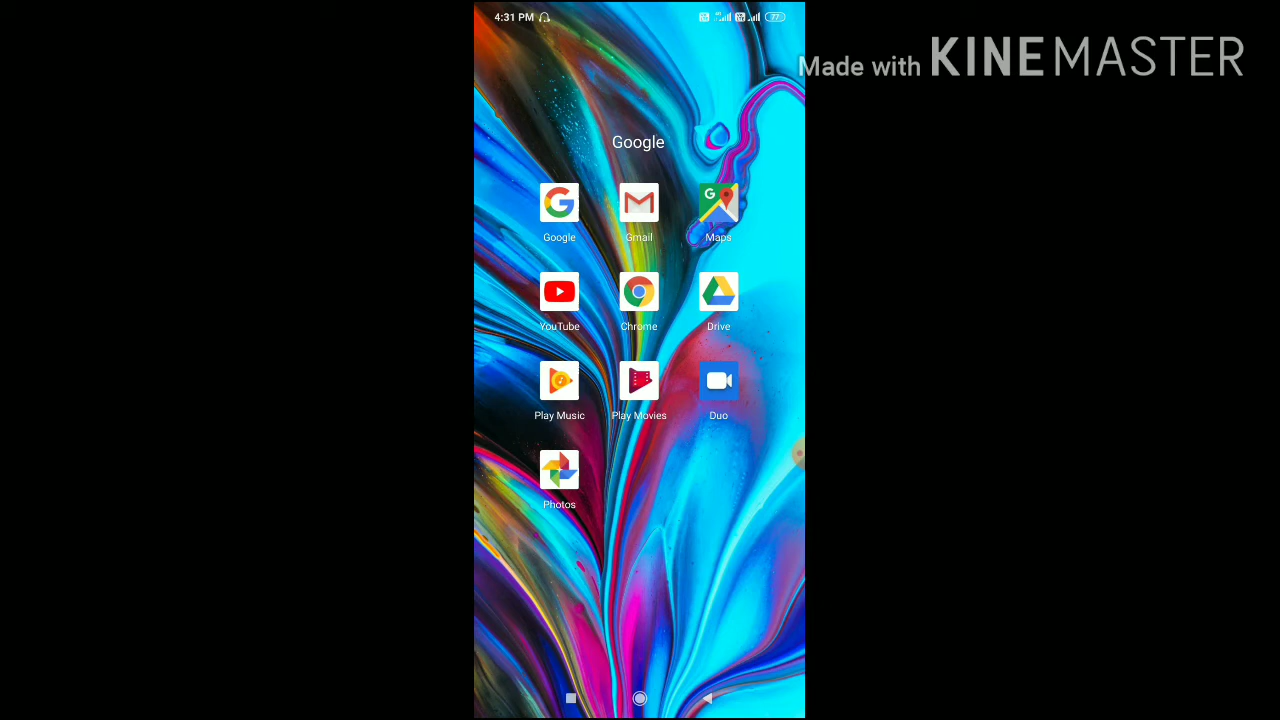 4:31 PM
77
Made with KINEMASTER
Google
Google Gmail Maps
YouTube Chrome Drive
Play Music Play Movies Duo
Photos